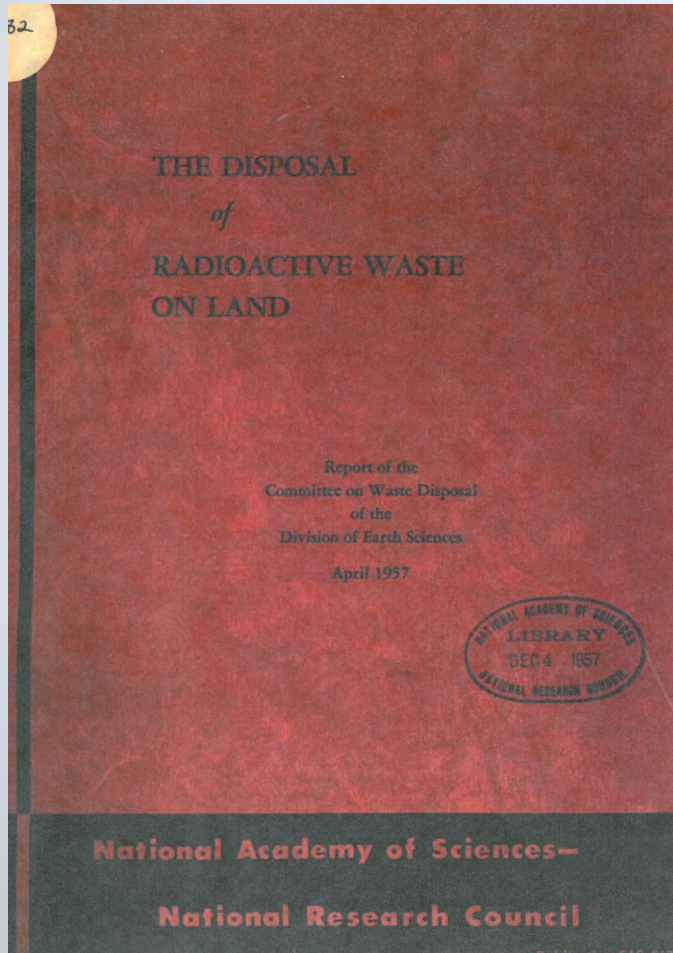 32
THE DISPOSAL
of
RADIOACTIVE WASTE
ON LAND
Report of the
Committee on Waste Disposal
of the
Division of Earth Sciences
April 1957
NATIONAL ACADEMY OF SCIENCES
LIBRARY
DEC 4 1957
NATIONAL RESEARCH COUNCIL
National Academy of Sciences—
National Research Council